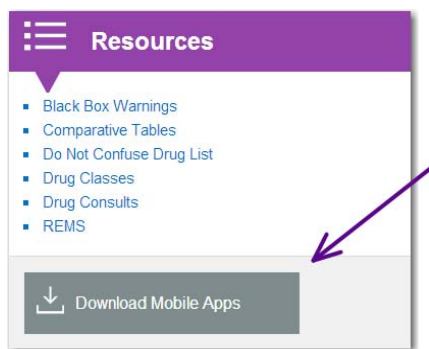 Resources
Black Box Warnings
Comparative Tables
Do Not Confuse Drug List
Drug Classes
Drug Consults
REMS
Download Mobile Apps